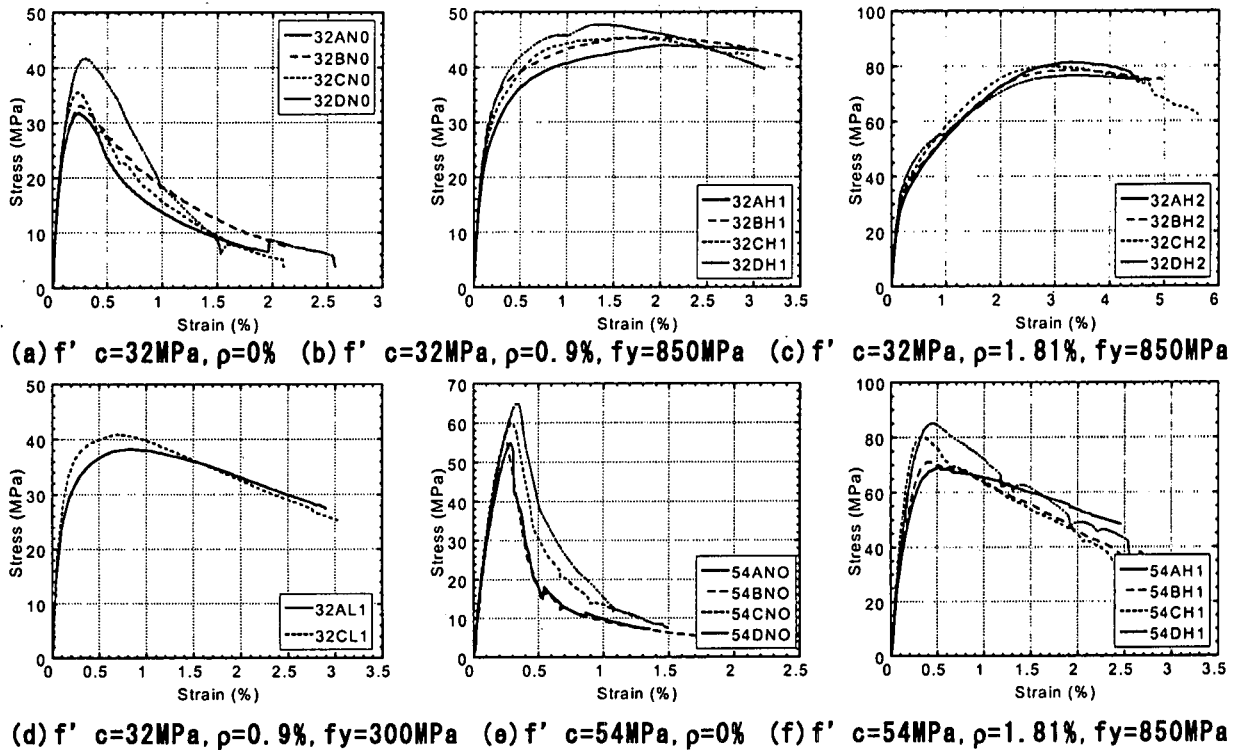 Stress (MPa)
50
40
30
20
10
0
0 0.5 1 1.5 2 2.5 3
Strain (%)
32AN0
32BN0
32CN0
32DN0
Stress (MPa)
50
40
30
20
10
0
0 0.5 1 1.5 2 2.5 3 3.5
Strain (%)
32AH1
32BH1
32CH1
32DH1
Stress (MPa)
100
80
60
40
20
0
0 1 2 3 4 5 6
Strain (%)
32AH2
32BH2
32CH2
32DH2
(a) f' c=32MPa, ρ=0% (b) f' c=32MPa, ρ=0.9%, fy=850MPa (c) f' c=32MPa, ρ=1.81%, fy=850MPa
Stress (MPa)
50
40
30
20
10
0
0 0.5 1 1.5 2 2.5 3 3.5
Strain (%)
32AL1
32CL1
Stress (MPa)
70
60
50
40
30
20
10
0
0 0.5 1 1.5 2 2.5
Strain (%)
54ANO
54BNO
54CNO
54DNO
Stress (MPa)
100
80
60
40
20
0
0 0.5 1 1.5 2 2.5 3 3.5
Strain (%)
54AH1
54BH1
54CH1
54DH1
(d) f' c=32MPa, ρ=0.9%, fy=300MPa (e) f' c=54MPa, ρ=0% (f) f' c=54MPa, ρ=1.81%, fy=850MPa